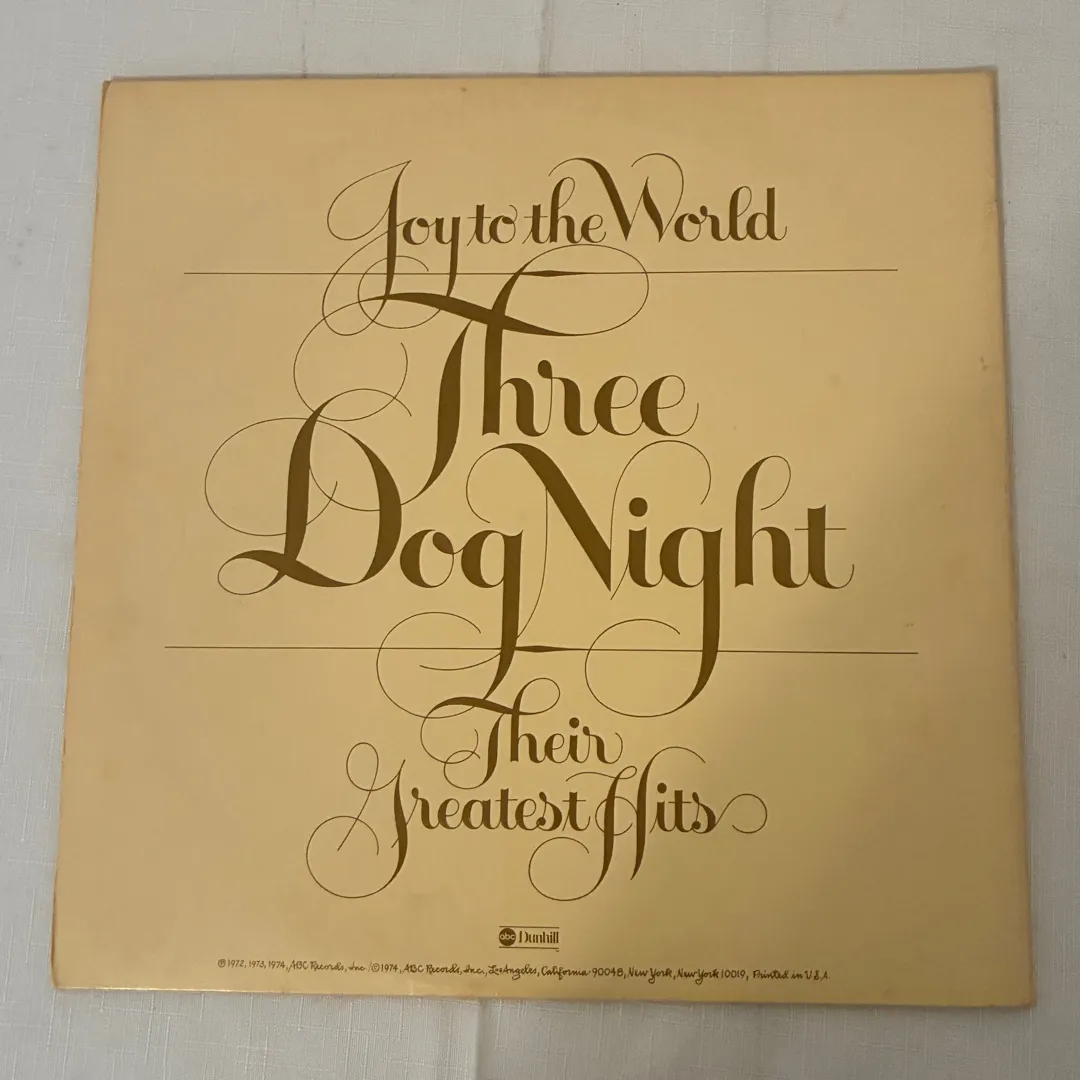 Joy to the World
Three
Dog Night
Their
Greatest Hits
abc Dunhill
℗ 1972, 1973, 1974, ABC Records, Inc. / © 1974, ABC Records, Inc., Los Angeles, California 90048, New York, New York 10019, Printed in U.S.A.